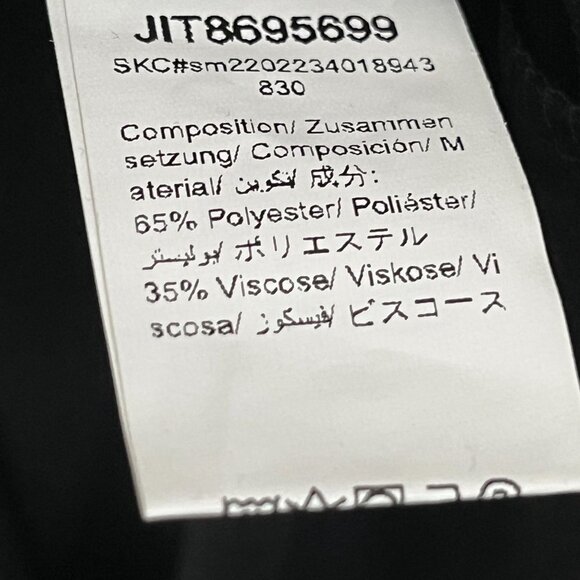 JIT8695699
SKC#sm2202234018943
830
Composition/ Zusammen
setzung/ Composición/ M
aterial/ تكوين/ 成分:
65% Polyester/ Poliéster/
بوليستر/ ポリエステル
35% Viscose/ Viskose/ Vi
scosa/ فيسكوز/ ビスコース